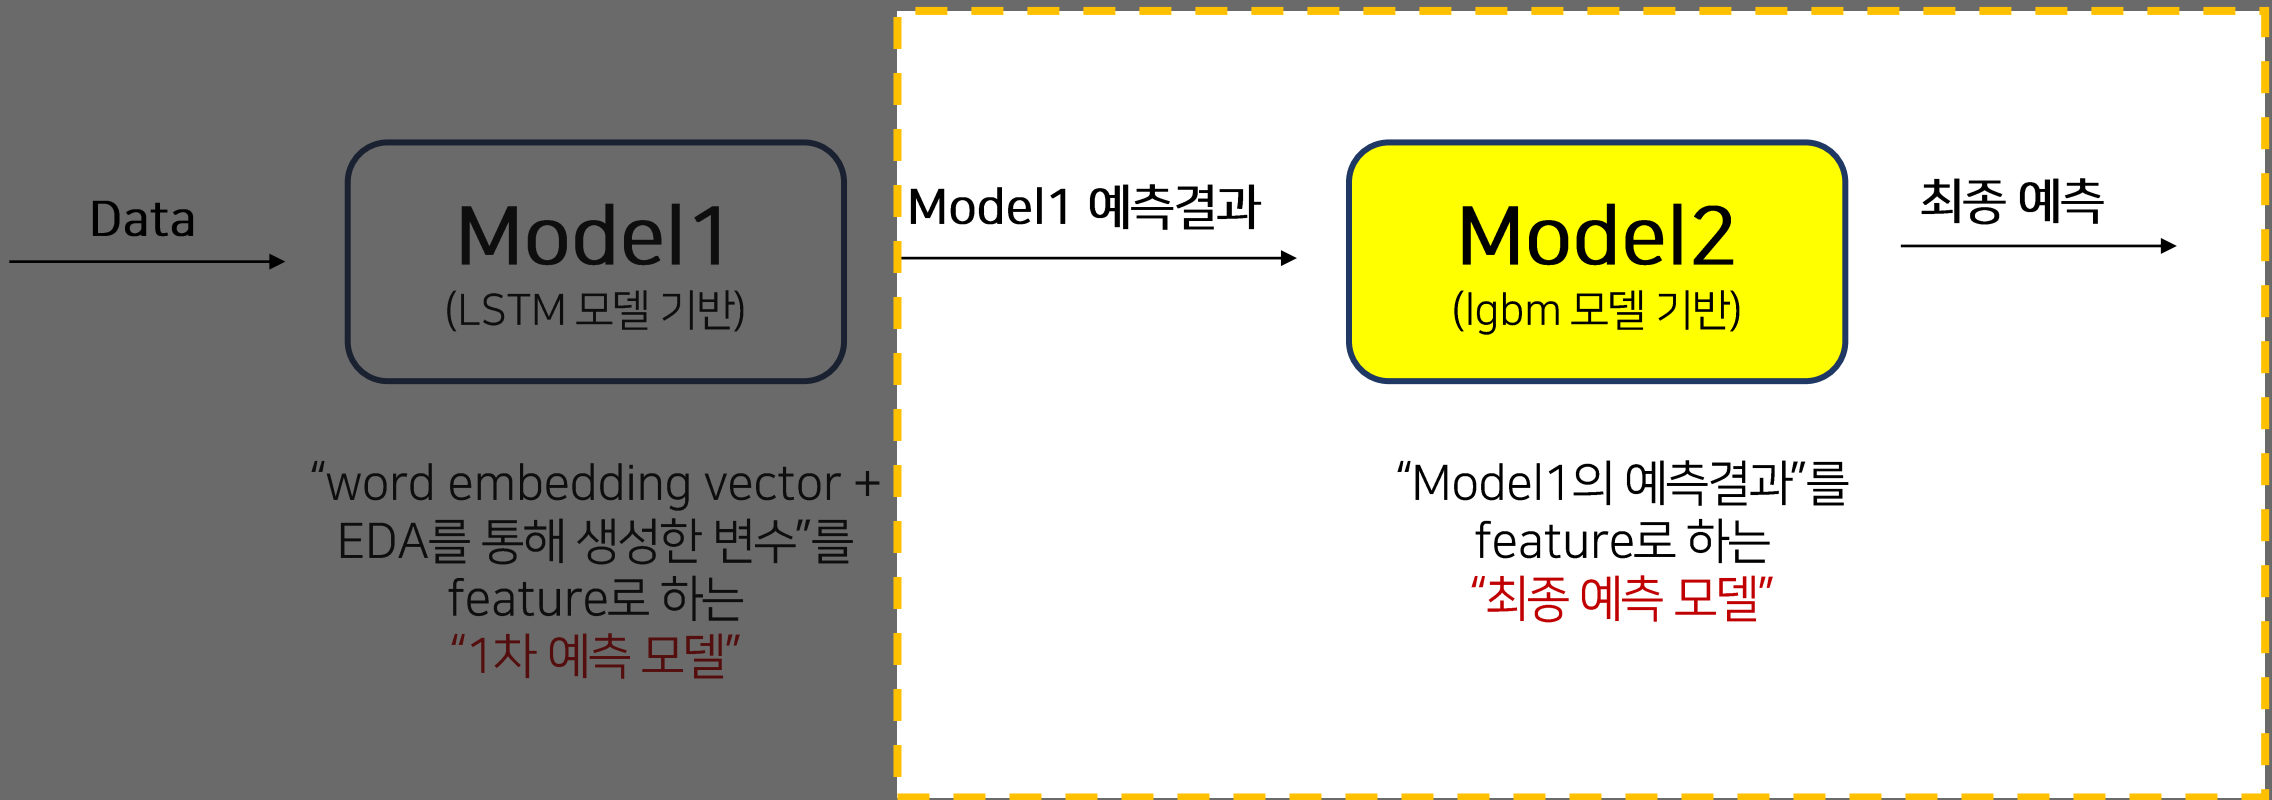 Data
Model1
(LSTM 모델 기반)
“word embedding vector +
EDA를 통해 생성한 변수”를
feature로 하는
“1차 예측 모델”
Model1 예측결과
Model2
(lgbm 모델 기반)
“Model1의 예측결과”를
feature로 하는
“최종 예측 모델”
최종 예측